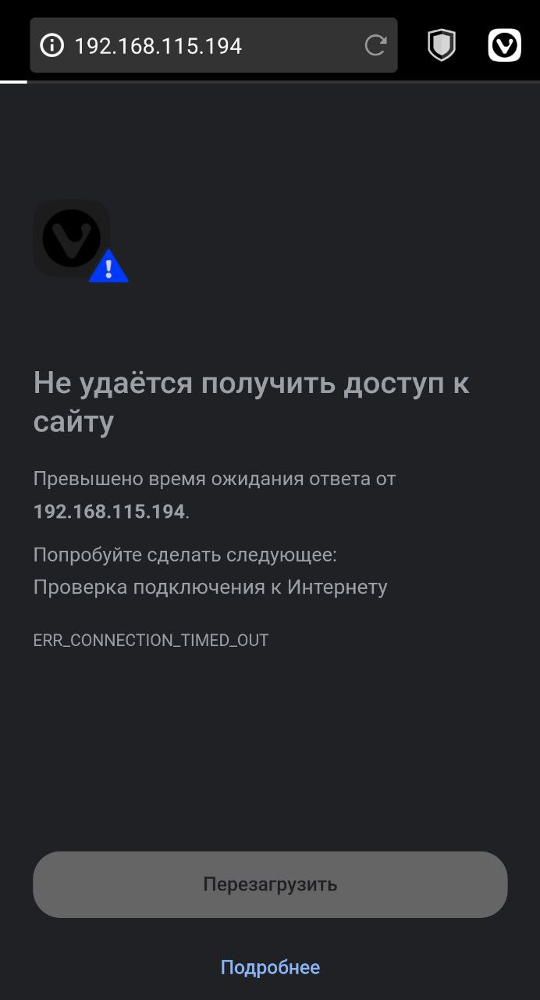 192.168.115.194
Не удаётся получить доступ к
сайту
Превышено время ожидания ответа от
192.168.115.194.
Попробуйте сделать следующее:
Проверка подключения к Интернету
ERR_CONNECTION_TIMED_OUT
Перезагрузить
Подробнее